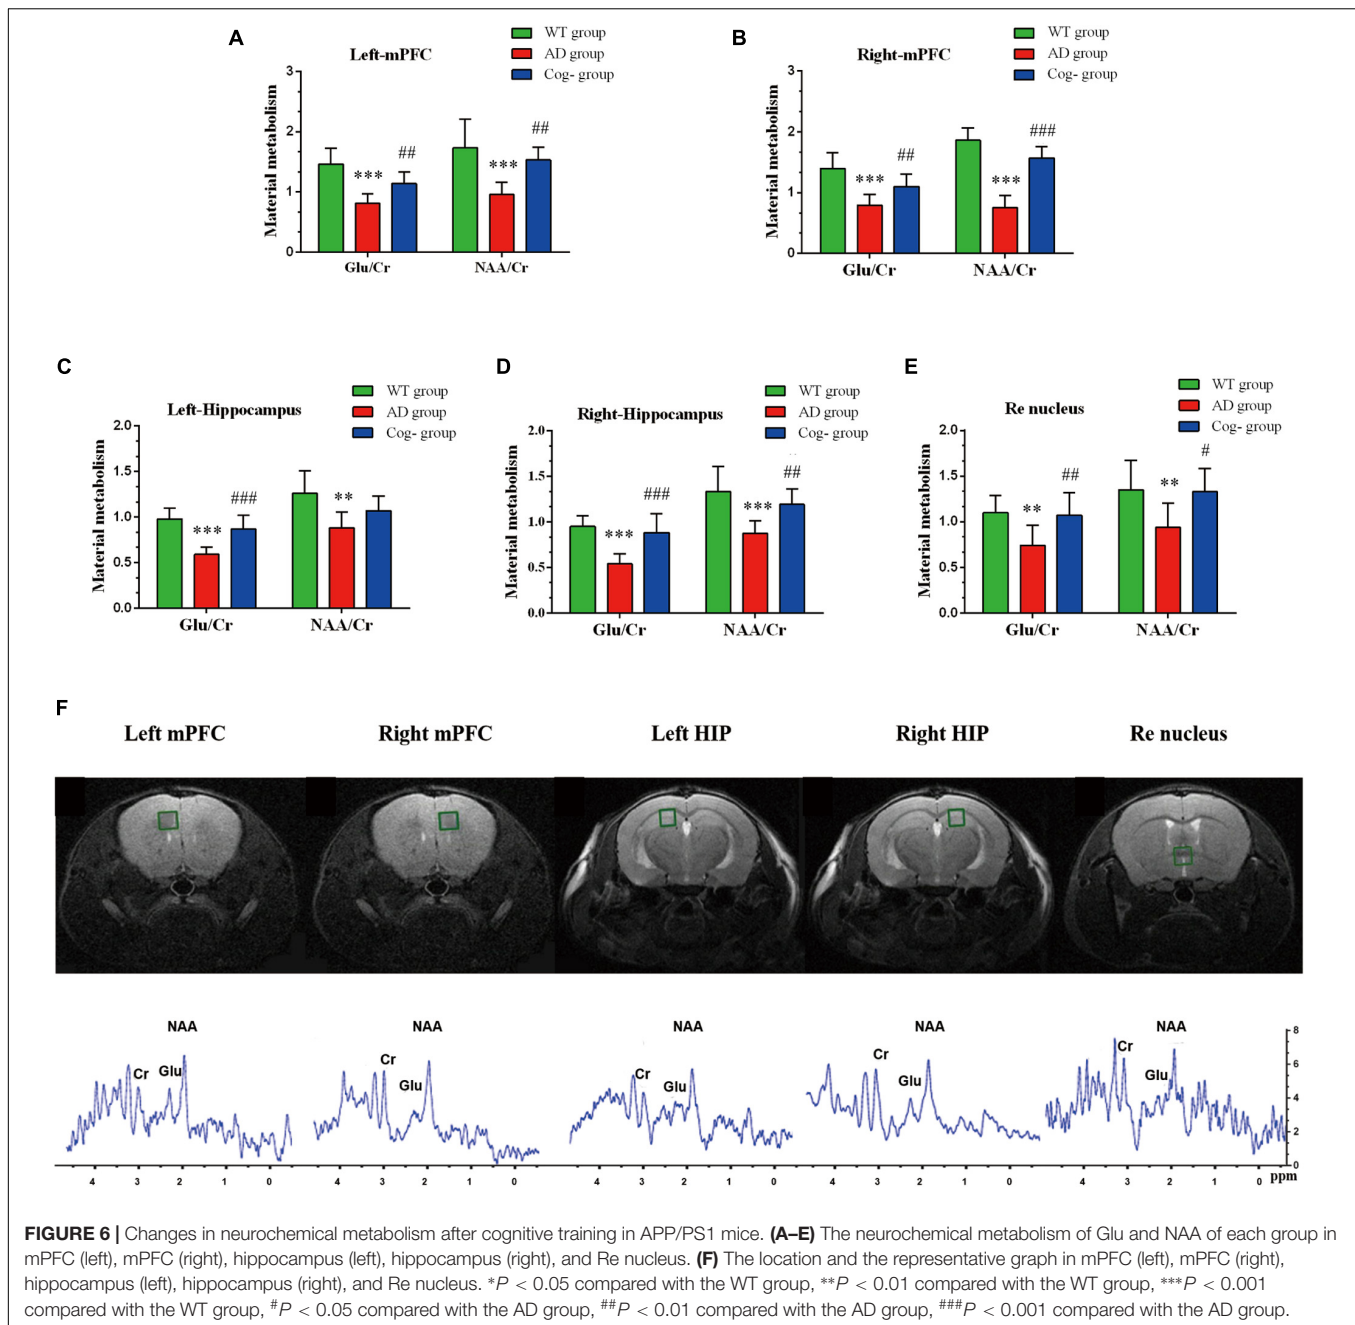 A
Left-mPFC
WT group
AD group
Cog- group
Material metabolism
3
2
1
0
***
##
***
##
Glu/Cr
NAA/Cr
B
Right-mPFC
WT group
AD group
Cog- group
Material metabolism
3
2
1
0
***
##
***
###
Glu/Cr
NAA/Cr
C
Left-Hippocampus
WT group
AD group
Cog- group
Material metabolism
2.0
1.5
1.0
0.5
0.0
***
###
**
Glu/Cr
NAA/Cr
D
Right-Hippocampus
WT group
AD group
Cog- group
Material metabolism
2.0
1.5
1.0
0.5
0.0
***
###
***
##
Glu/Cr
NAA/Cr
E
Re nucleus
WT group
AD group
Cog- group
Material metabolism
2.0
1.5
1.0
0.5
0.0
**
##
**
#
Glu/Cr
NAA/Cr
F
Left mPFC Right mPFC Left HIP Right HIP Re nucleus
NAA NAA NAA NAA NAA
Cr Glu Cr Glu Cr Glu Cr Glu Cr Glu
8
6
4
2
0
4 3 2 1 0 4 3 2 1 0 4 3 2 1 0 4 3 2 1 0 4 3 2 1 0 ppm
FIGURE 6 | Changes in neurochemical metabolism after cognitive training in APP/PS1 mice. (A–E) The neurochemical metabolism of Glu and NAA of each group in
mPFC (left), mPFC (right), hippocampus (left), hippocampus (right), and Re nucleus. (F) The location and the representative graph in mPFC (left), mPFC (right),
hippocampus (left), hippocampus (right), and Re nucleus. *P < 0.05 compared with the WT group, **P < 0.01 compared with the WT group, ***P < 0.001
compared with the WT group, #P < 0.05 compared with the AD group, ##P < 0.01 compared with the AD group, ###P < 0.001 compared with the AD group.